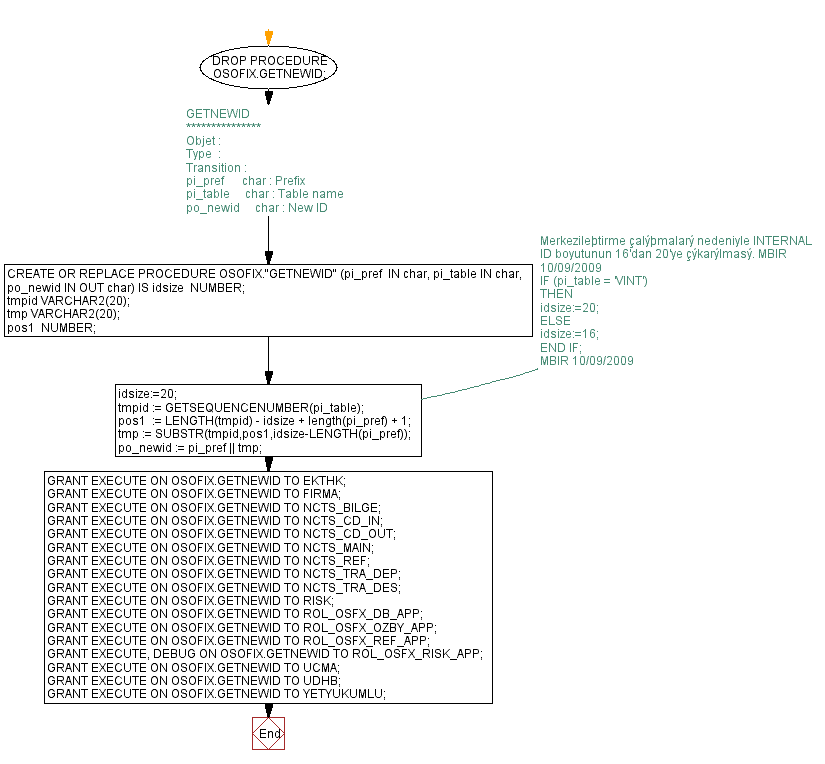 DROP PROCEDURE
OSOFIX.GETNEWID;
GETNEWID
***************
Objet :
Type  :
Transition :
pi_pref     char : Prefix
pi_table    char : Table name
po_newid    char : New ID
Merkezileþtirme çalýþmalarý nedeniyle INTERNAL
ID boyutunun 16'dan 20'ye çýkarýlmasý. MBIR
10/09/2009
IF (pi_table = 'VINT')
THEN
idsize:=20;
ELSE
idsize:=16;
END IF;
MBIR 10/09/2009
CREATE OR REPLACE PROCEDURE OSOFIX."GETNEWID" (pi_pref  IN char, pi_table IN char,
po_newid IN OUT char) IS idsize  NUMBER;
tmpid VARCHAR2(20);
tmp VARCHAR2(20);
pos1  NUMBER;
idsize:=20;
tmpid := GETSEQUENCENUMBER(pi_table);
pos1  := LENGTH(tmpid) - idsize + length(pi_pref) + 1;
tmp := SUBSTR(tmpid,pos1,idsize-LENGTH(pi_pref));
po_newid := pi_pref || tmp;
GRANT EXECUTE ON OSOFIX.GETNEWID TO EKTHK;
GRANT EXECUTE ON OSOFIX.GETNEWID TO FIRMA;
GRANT EXECUTE ON OSOFIX.GETNEWID TO NCTS_BILGE;
GRANT EXECUTE ON OSOFIX.GETNEWID TO NCTS_CD_IN;
GRANT EXECUTE ON OSOFIX.GETNEWID TO NCTS_CD_OUT;
GRANT EXECUTE ON OSOFIX.GETNEWID TO NCTS_MAIN;
GRANT EXECUTE ON OSOFIX.GETNEWID TO NCTS_REF;
GRANT EXECUTE ON OSOFIX.GETNEWID TO NCTS_TRA_DEP;
GRANT EXECUTE ON OSOFIX.GETNEWID TO NCTS_TRA_DES;
GRANT EXECUTE ON OSOFIX.GETNEWID TO RISK;
GRANT EXECUTE ON OSOFIX.GETNEWID TO ROL_OSFX_DB_APP;
GRANT EXECUTE ON OSOFIX.GETNEWID TO ROL_OSFX_OZBY_APP;
GRANT EXECUTE ON OSOFIX.GETNEWID TO ROL_OSFX_REF_APP;
GRANT EXECUTE, DEBUG ON OSOFIX.GETNEWID TO ROL_OSFX_RISK_APP;
GRANT EXECUTE ON OSOFIX.GETNEWID TO UCMA;
GRANT EXECUTE ON OSOFIX.GETNEWID TO UDHB;
GRANT EXECUTE ON OSOFIX.GETNEWID TO YETYUKUMLU;
End